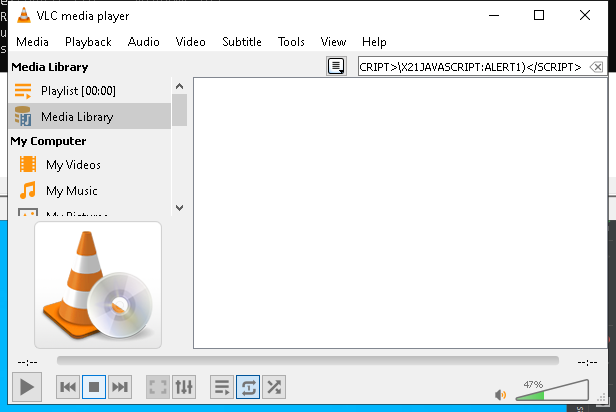 VLC media player
Media Playback Audio Video Subtitle Tools View Help
Media Library
CRIPT>\X21JAVASCRIPT:ALERT1)</SCRIPT>
Playlist [00:00]
Media Library
My Computer
My Videos
My Music
My Pictures
--:-- --:--
47%